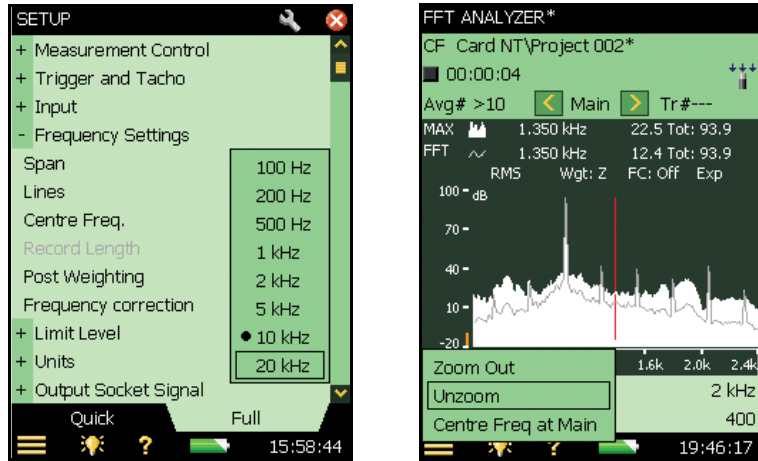 SETUP
+ Measurement Control
+ Trigger and Tacho
+ Input
- Frequency Settings
Span
Lines
Centre Freq.
Record Length
Post Weighting
Frequency correction
100 Hz
200 Hz
500 Hz
1 kHz
2 kHz
5 kHz
10 kHz
20 kHz
+ Limit Level
+ Units
+ Output Socket Signal
Quick Full
? 15:58:44
FFT ANALYZER*
CF Card NT\Project 002*
00:00:04
Avg# >10 < Main > Tr#---
MAX 1.350 kHz 22.5 Tot: 93.9
FFT 1.350 kHz 12.4 Tot: 93.9
RMS Wgt: Z FC: Off Exp
100 dB
70
40
10
-20
1.6k 2.0k 2.4k
Zoom Out
Unzoom
Centre Freq at Main
2 kHz
400
19:46:17